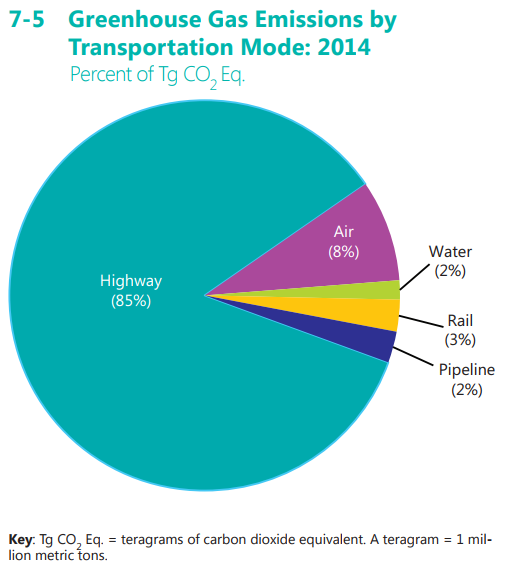 7-5 Greenhouse Gas Emissions by
Transportation Mode: 2014
Percent of Tg CO₂ Eq.
Air
(8%)
Water
(2%)
Highway
(85%)
Rail
(3%)
Pipeline
(2%)
Key: Tg CO₂ Eq. = teragrams of carbon dioxide equivalent. A teragram = 1 mil-
lion metric tons.